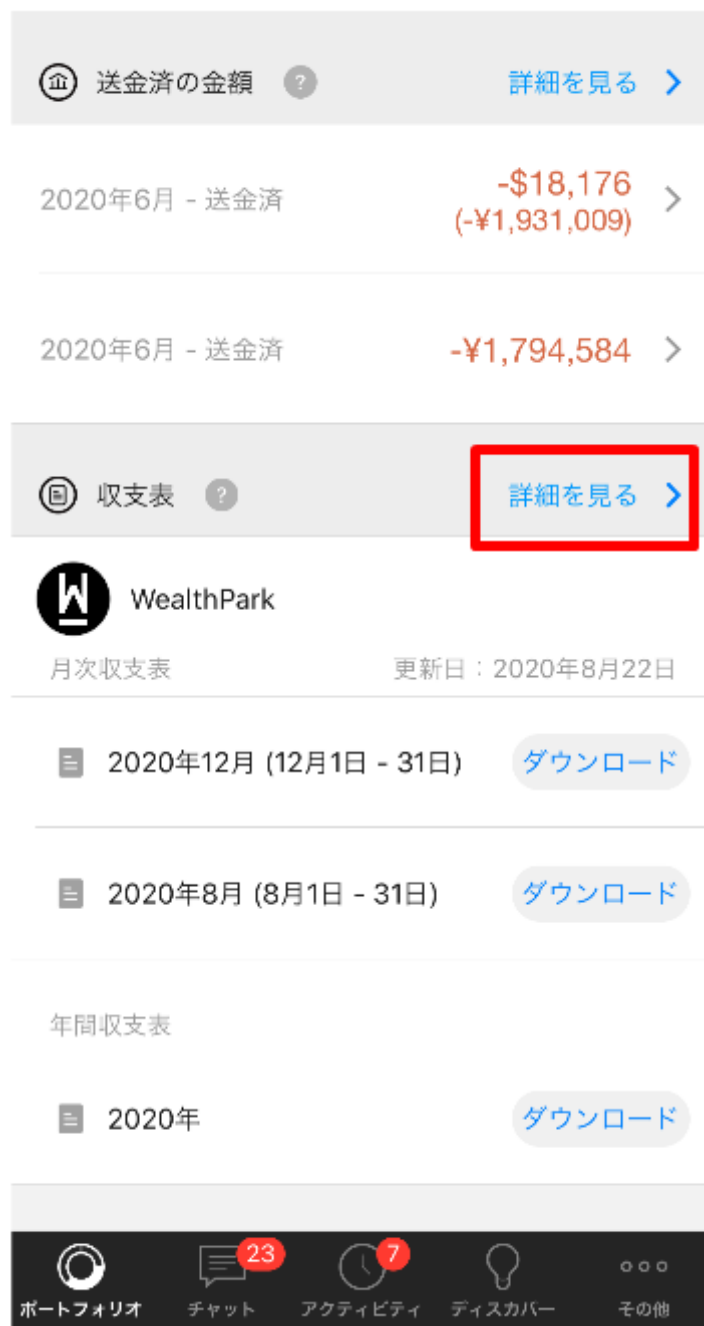 送金済の金額 ? 詳細を見る
2020年6月 - 送金済 -$18,176
(-¥1,931,009)
2020年6月 - 送金済 -¥1,794,584
収支表 ? 詳細を見る
WealthPark
月次収支表 更新日：2020年8月22日
2020年12月 (12月1日 - 31日) ダウンロード
2020年8月 (8月1日 - 31日) ダウンロード
年間収支表
2020年 ダウンロード
23 7
ポートフォリオ チャット アクティビティ ディスカバー その他